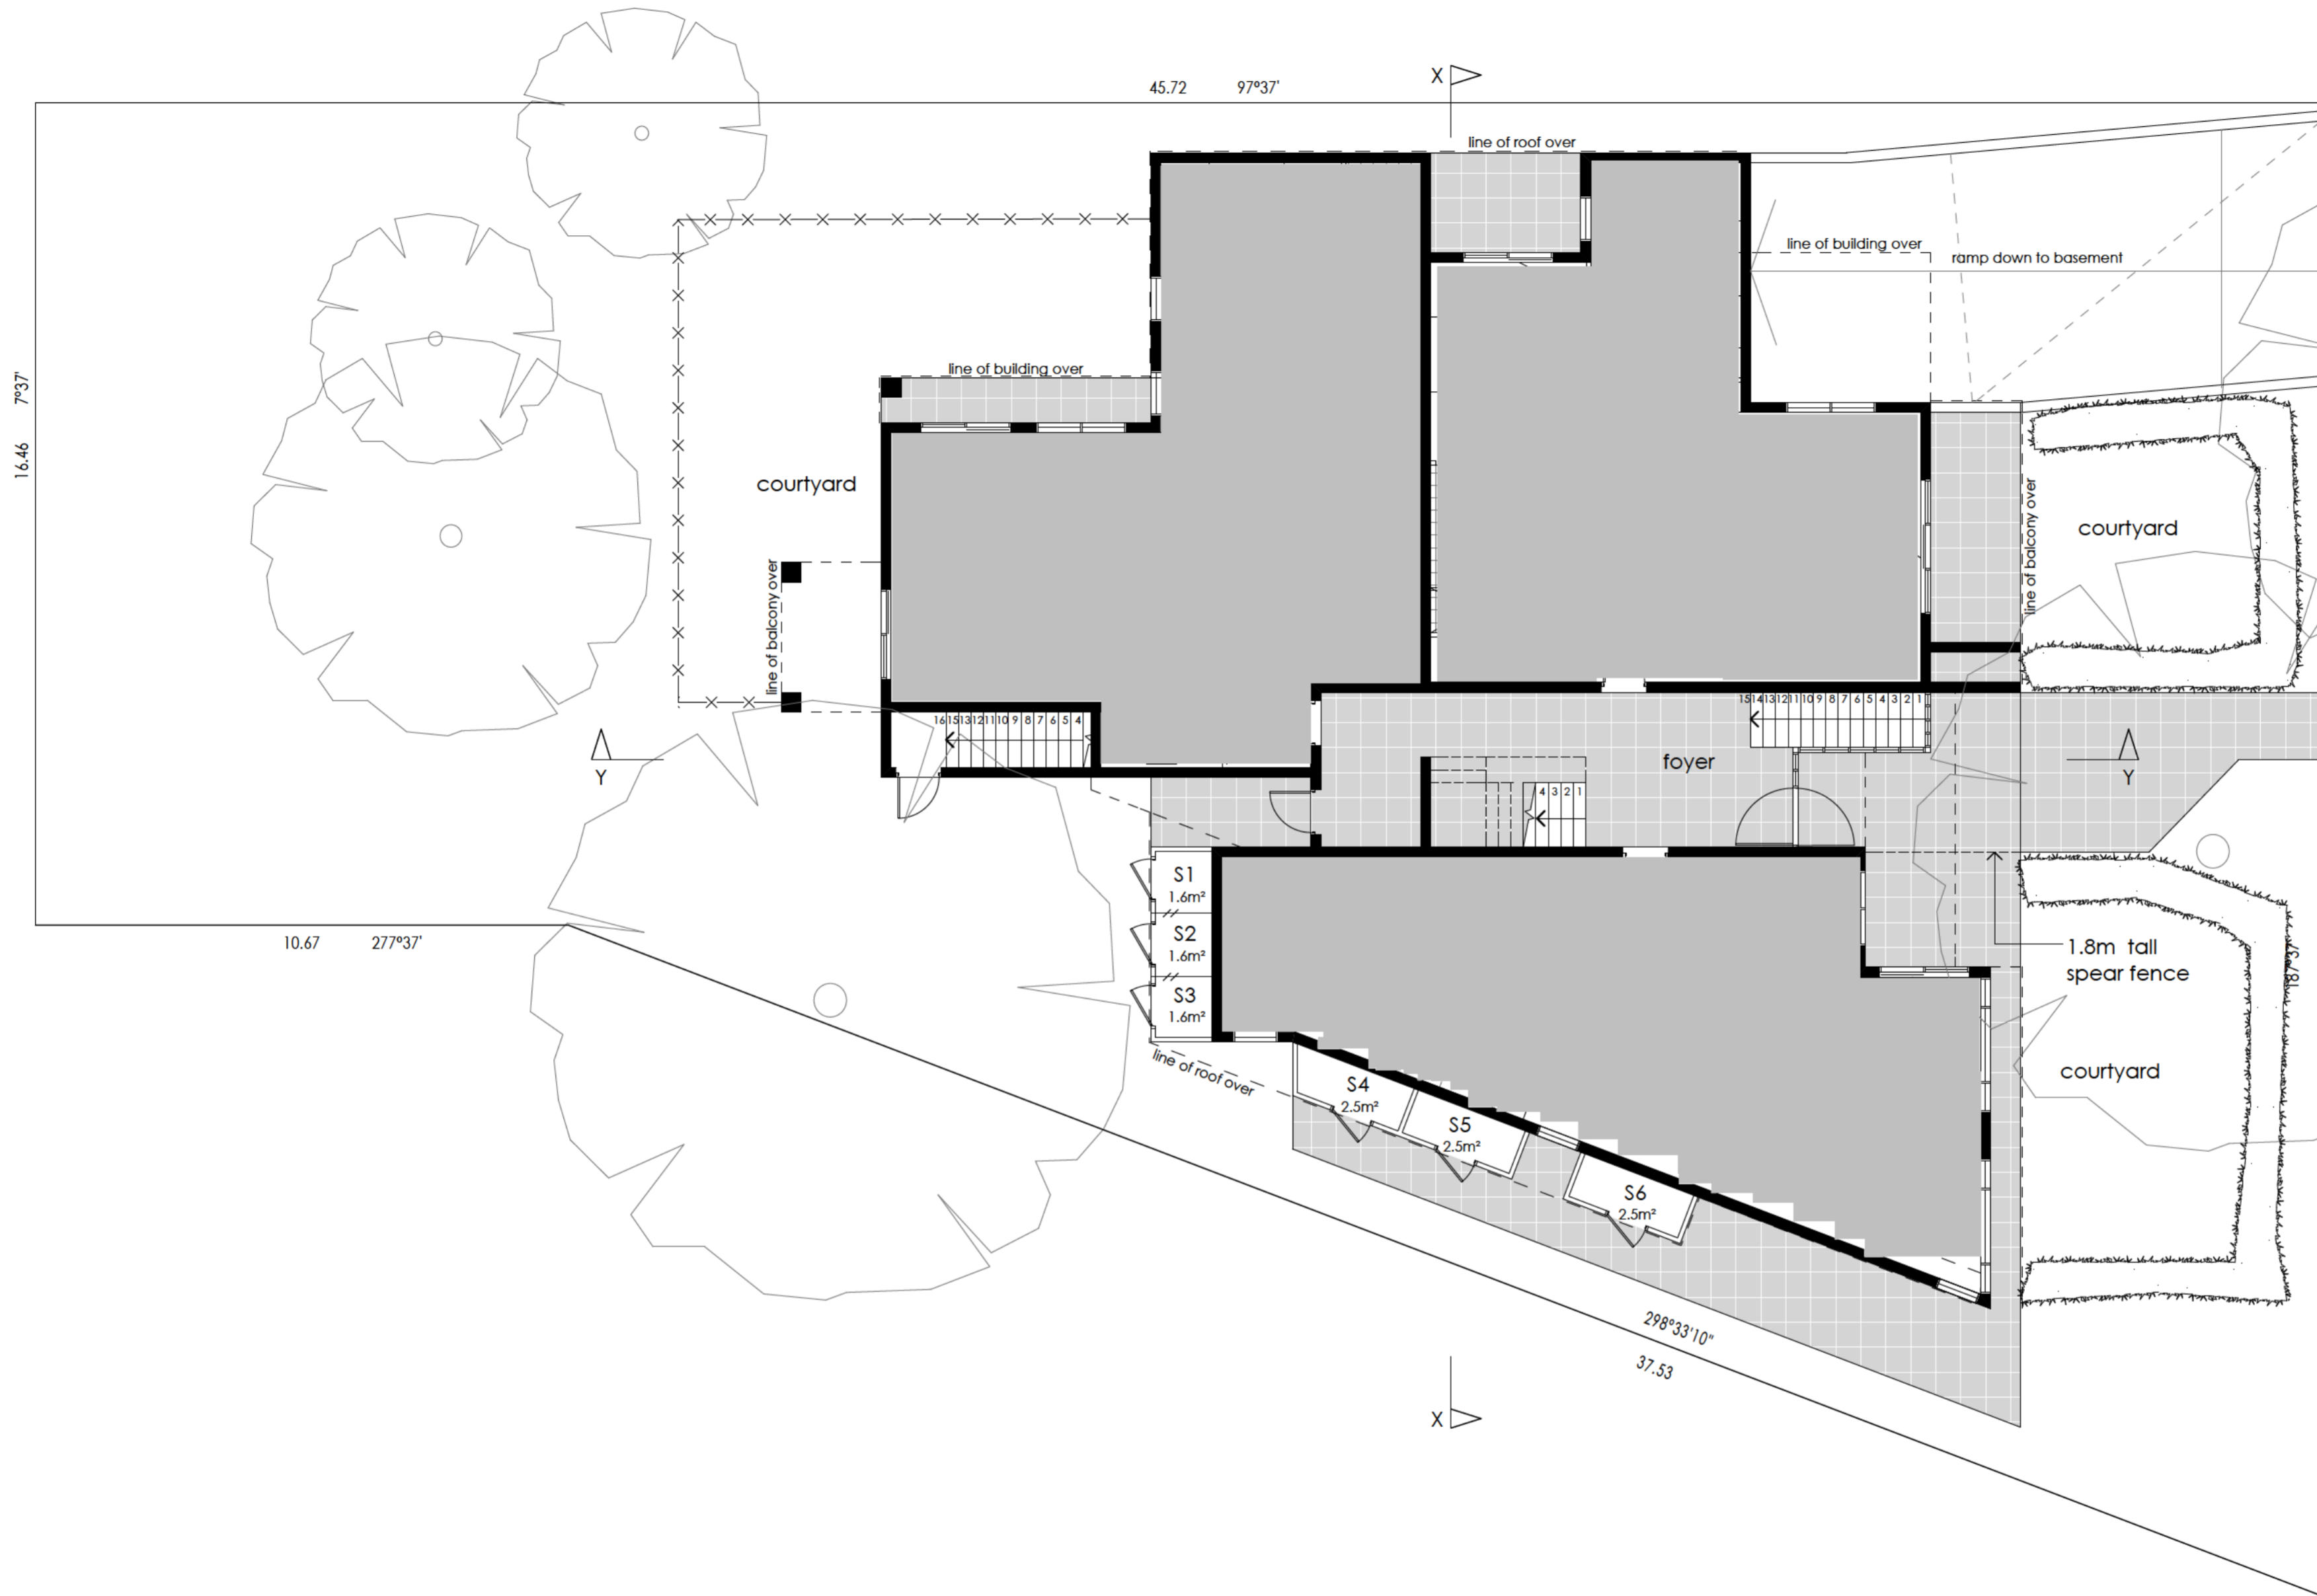 45.72 97°37'
X
line of roof over
line of building over
ramp down to basement
7°37'
16.46
line of building over
courtyard
line of balcony over
line of balcony over
courtyard
16 15 13 12 11 10 9 8 7 6 5 4
15 14 13 12 11 10 9 8 7 6 5 4 3 2 1
foyer
Y
Y
4 3 2 1
S1
1.6m²
S2
1.6m²
S3
1.6m²
10.67 277°37'
1.8m tall
spear fence
187°37'
line of roof over
S4
2.5m²
S5
2.5m²
S6
2.5m²
courtyard
298°33'10"
37.53
X